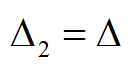 Δ₂ = Δ